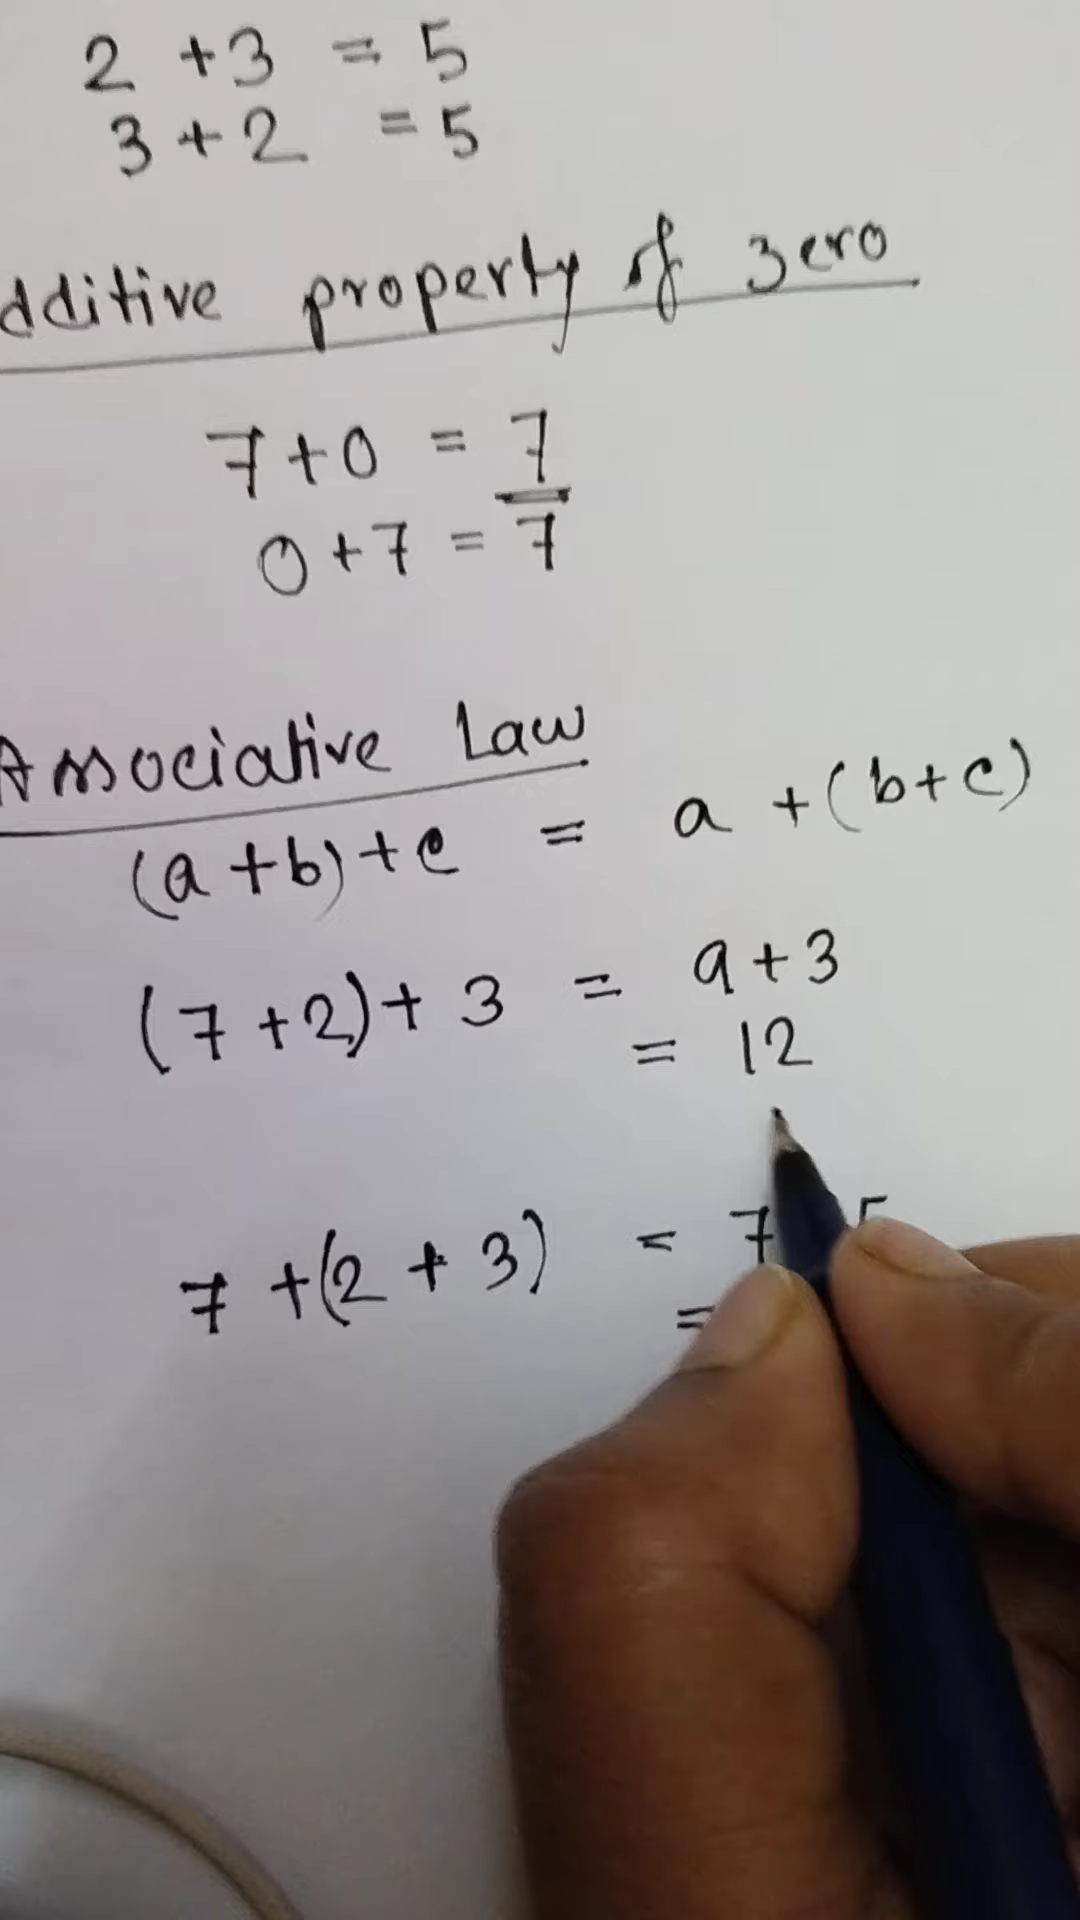 2 + 3 = 5
3 + 2 = 5
dditive property of zero
7 + 0 = 7
0 + 7 = 7
Associative Law
(a + b) + c = a + (b + c)
(7 + 2) + 3 = 9 + 3
= 12
7 + (2 + 3) = 7 5
=